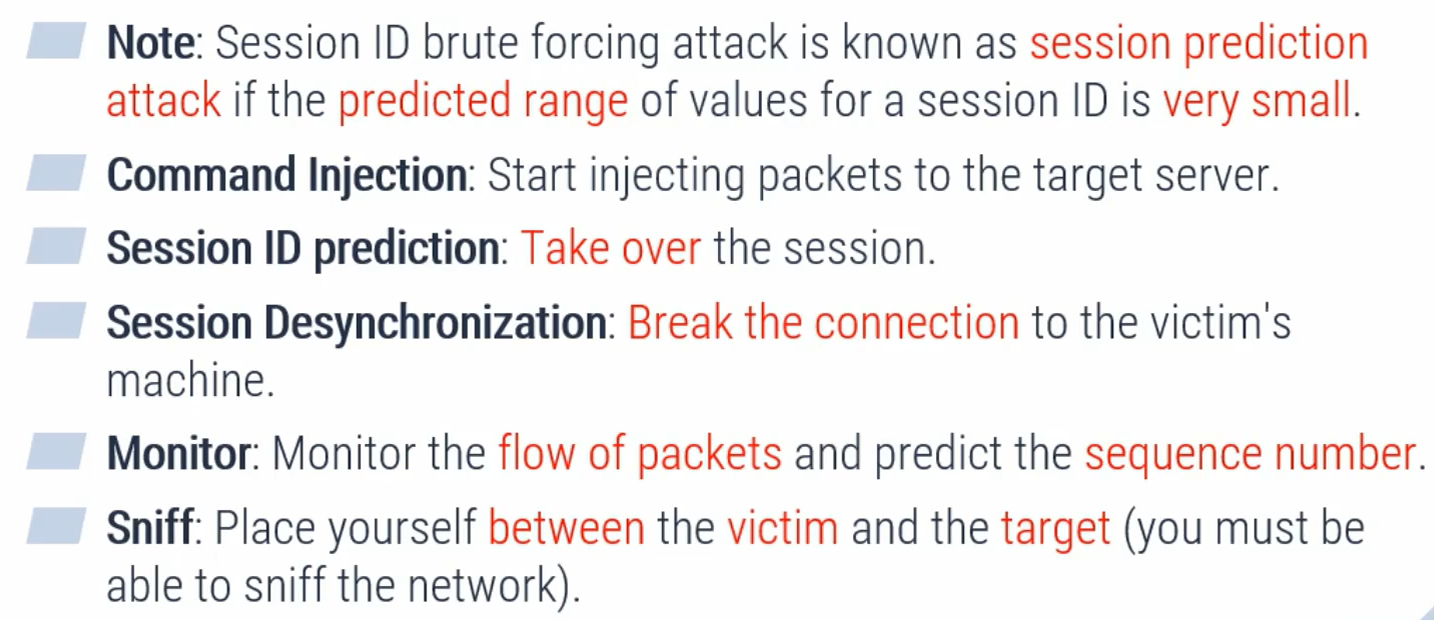 Note: Session ID brute forcing attack is known as session prediction
attack if the predicted range of values for a session ID is very small.
Command Injection: Start injecting packets to the target server.
Session ID prediction: Take over the session.
Session Desynchronization: Break the connection to the victim's
machine.
Monitor: Monitor the flow of packets and predict the sequence number.
Sniff: Place yourself between the victim and the target (you must be
able to sniff the network).